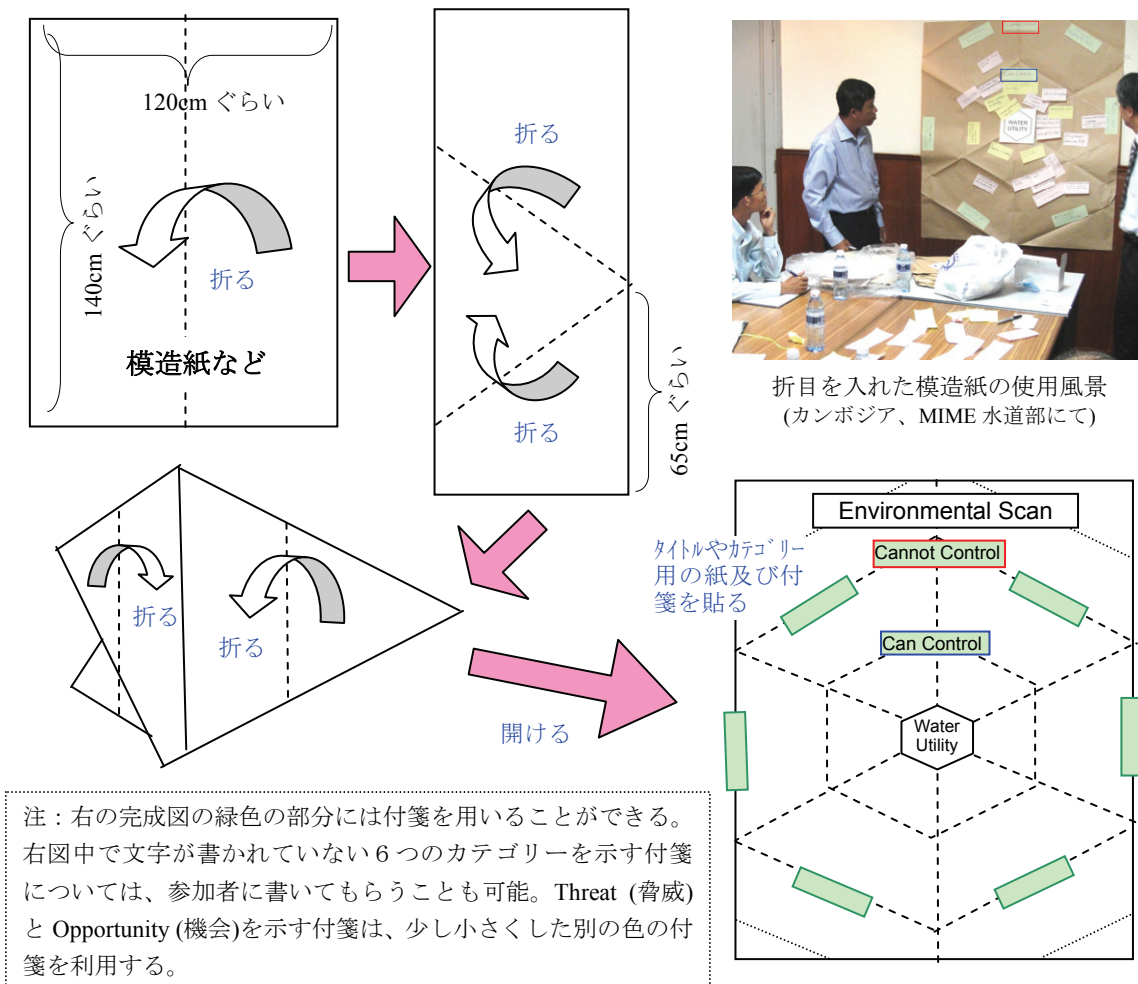 120cm ぐらい
140cm ぐらい
折る
模造紙など
折る
折る
65cm ぐらい
WATER
UTILITY
折目を入れた模造紙の使用風景
(カンボジア、MIME 水道部にて)
折る
折る
開ける
ﾀｲﾄﾙやｶﾃｺﾞﾘー
用の紙及び付
箋を貼る
Environmental Scan
Cannot Control
Can Control
Water
Utility
注：右の完成図の緑色の部分には付箋を用いることができる。
右図中で文字が書かれていない６つのカテゴリーを示す付箋
については、参加者に書いてもらうことも可能。Threat (脅威)
と Opportunity (機会)を示す付箋は、少し小さくした別の色の付
箋を利用する。